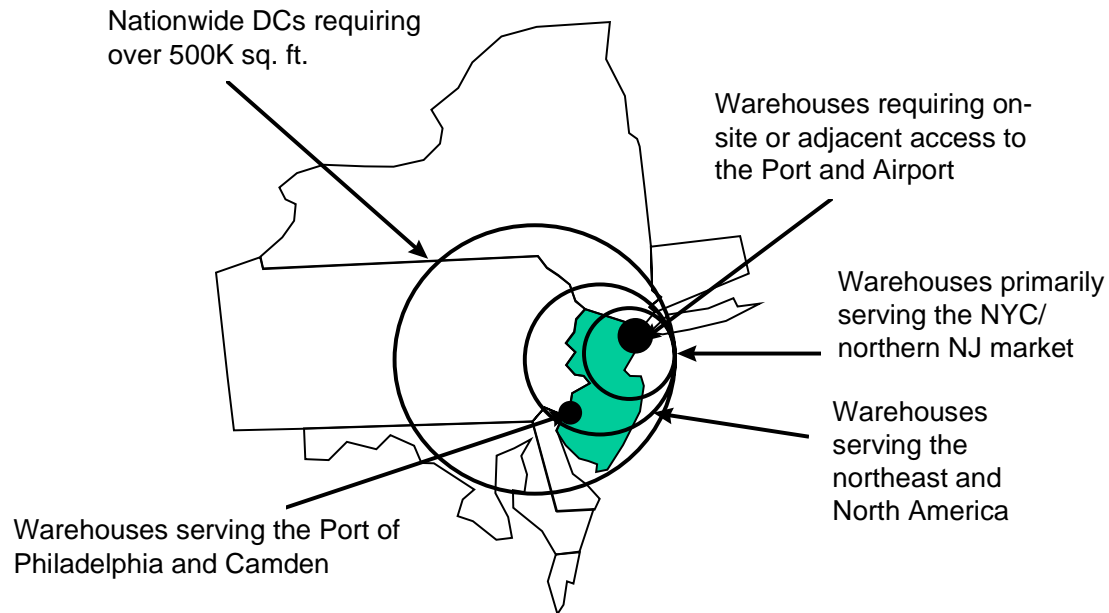 Nationwide DCs requiring
over 500K sq. ft.
Warehouses requiring on-
site or adjacent access to
the Port and Airport
Warehouses primarily
serving the NYC/
northern NJ market
Warehouses
serving the
northeast and
North America
Warehouses serving the Port of
Philadelphia and Camden